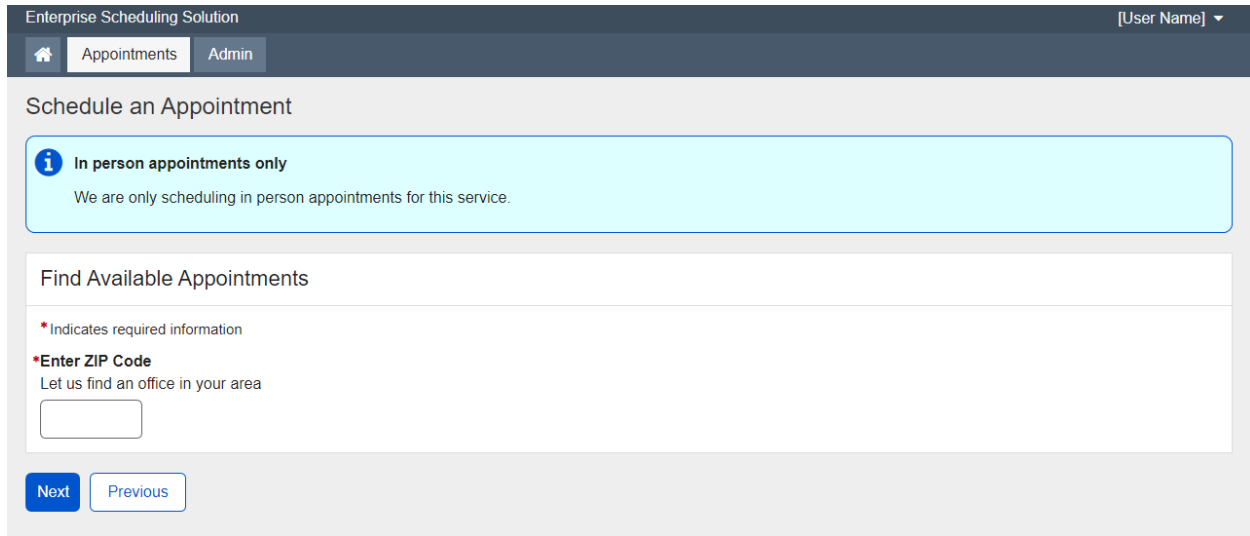 Enterprise Scheduling Solution
[User Name]
Appointments
Admin
Schedule an Appointment
In person appointments only
We are only scheduling in person appointments for this service.
Find Available Appointments
*Indicates required information
*Enter ZIP Code
Let us find an office in your area
Next
Previous